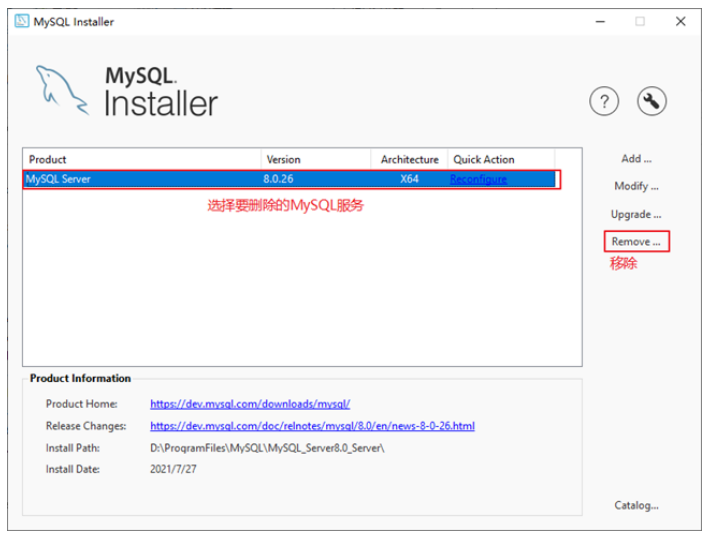 MySQL Installer
MySQL.
Installer
?
Product Version Architecture Quick Action
MySQL Server 8.0.26 X64 Reconfigure
选择要删除的MySQL服务
Add ...
Modify ...
Upgrade ...
Remove ...
移除
Product Information
Product Home: https://dev.mysql.com/downloads/mysql/
Release Changes: https://dev.mysql.com/doc/relnotes/mysql/8.0/en/news-8-0-26.html
Install Path: D:\ProgramFiles\MySQL\MySQL_Server8.0_Server\
Install Date: 2021/7/27
Catalog...